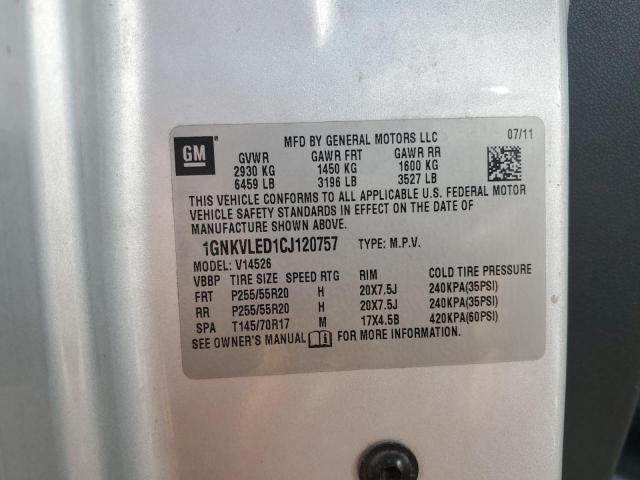 GM
MFD BY GENERAL MOTORS LLC 07/11
GVWR GAWR FRT GAWR RR
2930 KG 1450 KG 1600 KG
6459 LB 3196 LB 3527 LB
THIS VEHICLE CONFORMS TO ALL APPLICABLE U.S. FEDERAL MOTOR
VEHICLE SAFETY STANDARDS IN EFFECT ON THE DATE OF
MANUFACTURE SHOWN ABOVE.
1GNKVLED1CJ120757 TYPE: M.P.V.
MODEL: V14526
VBBP TIRE SIZE SPEED RTG RIM COLD TIRE PRESSURE
FRT P255/55R20 H 20X7.5J 240KPA(35PSI)
RR P255/55R20 H 20X7.5J 240KPA(35PSI)
SPA T145/70R17 M 17X4.5B 420KPA(60PSI)
SEE OWNER'S MANUAL FOR MORE INFORMATION.